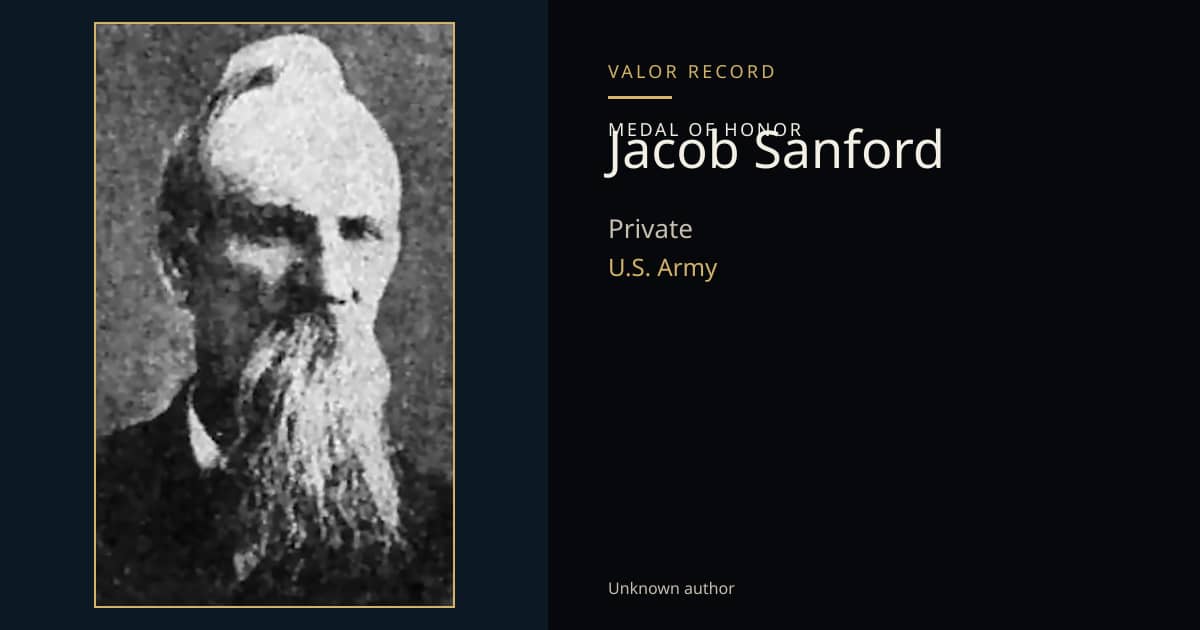 VALOR RECORD
MEDAL OF HONOR
Jacob Sanford
Private
U.S. Army
Unknown author